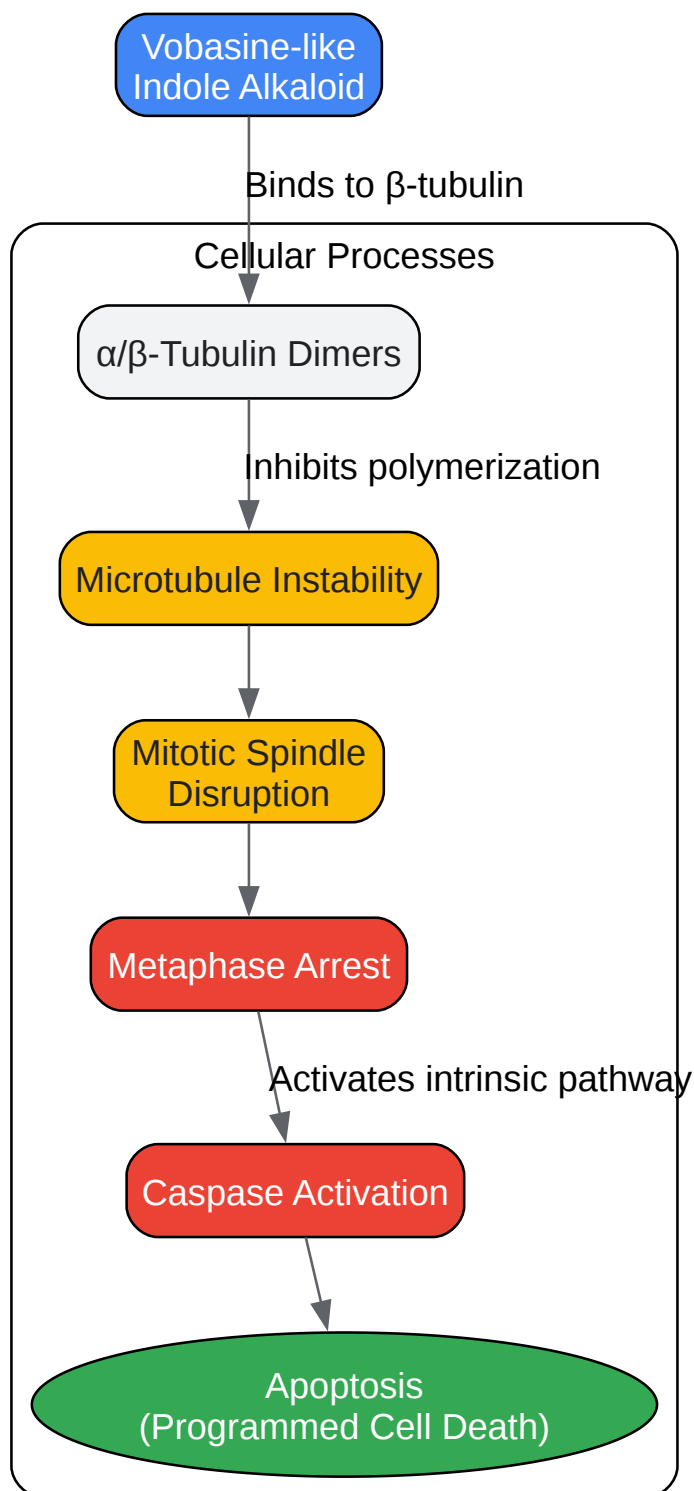 Vobasine-like
Indole Alkaloid
Binds to β-tubulin
Cellular Processes
α/β-Tubulin Dimers
Inhibits polymerization
Microtubule Instability
Mitotic Spindle
Disruption
Metaphase Arrest
Activates intrinsic pathway
Caspase Activation
Apoptosis
(Programmed Cell Death)